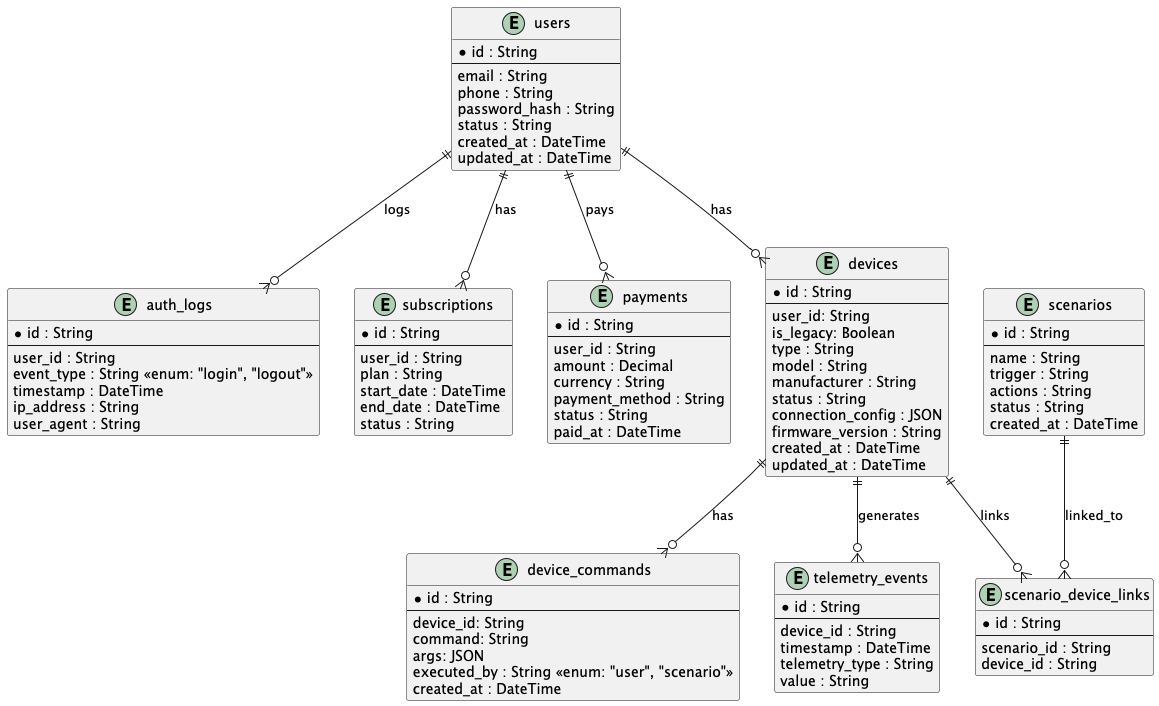 E users
* id : String
email : String
phone : String
password_hash : String
status : String
created_at : DateTime
updated_at : DateTime
logs
has
pays
has
E auth_logs
* id : String
user_id : String
event_type : String «enum: "login", "logout"»
timestamp : DateTime
ip_address : String
user_agent : String
E subscriptions
* id : String
user_id : String
plan : String
start_date : DateTime
end_date : DateTime
status : String
E payments
* id : String
user_id : String
amount : Decimal
currency : String
payment_method : String
status : String
paid_at : DateTime
E devices
* id : String
user_id: String
is_legacy: Boolean
type : String
model : String
manufacturer : String
status : String
connection_config : JSON
firmware_version : String
created_at : DateTime
updated_at : DateTime
E scenarios
* id : String
name : String
trigger : String
actions : String
status : String
created_at : DateTime
has
generates
links
linked_to
E device_commands
* id : String
device_id: String
command: String
args: JSON
executed_by : String «enum: "user", "scenario"»
created_at : DateTime
E telemetry_events
* id : String
device_id : String
timestamp : DateTime
telemetry_type : String
value : String
E scenario_device_links
* id : String
scenario_id : String
device_id : String